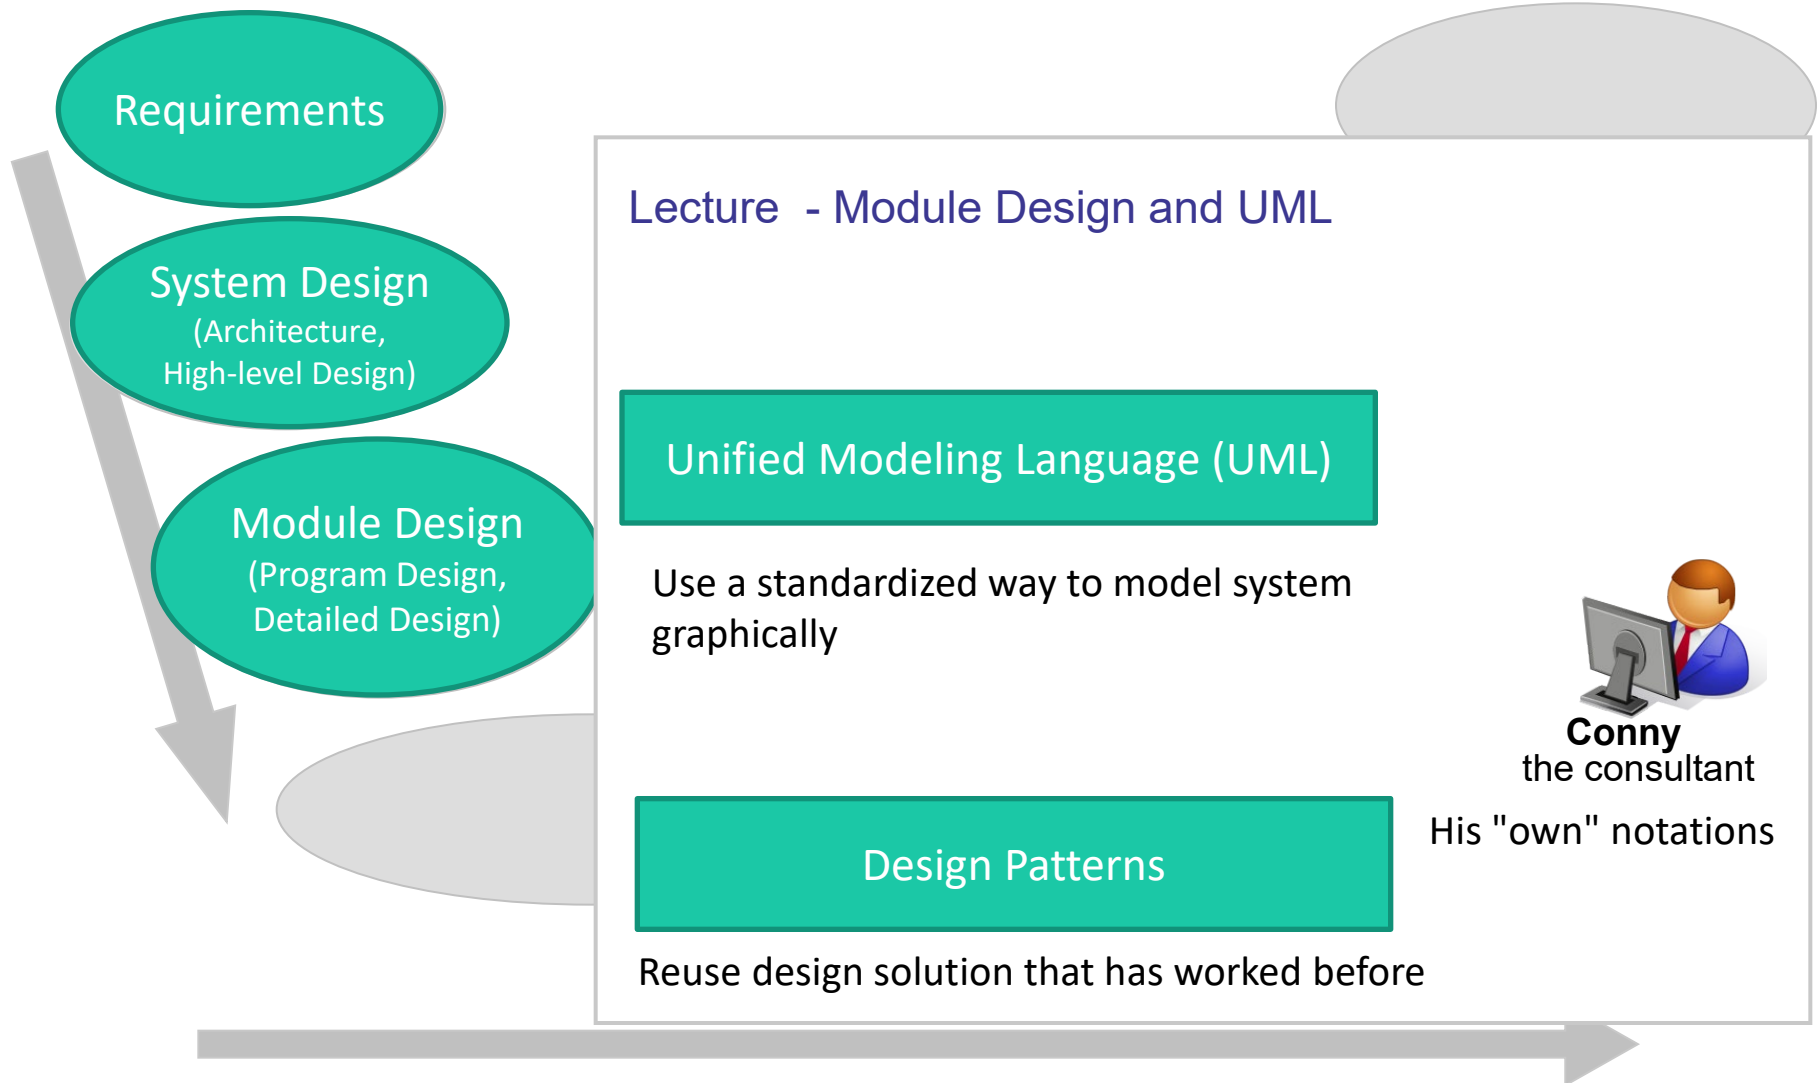 Requirements
System Design
(Architecture,
High-level Design)
Module Design
(Program Design,
Detailed Design)
Lecture  - Module Design and UML
Unified Modeling Language (UML)
Use a standardized way to model system
graphically
Conny
the consultant
His "own" notations
Design Patterns
Reuse design solution that has worked before